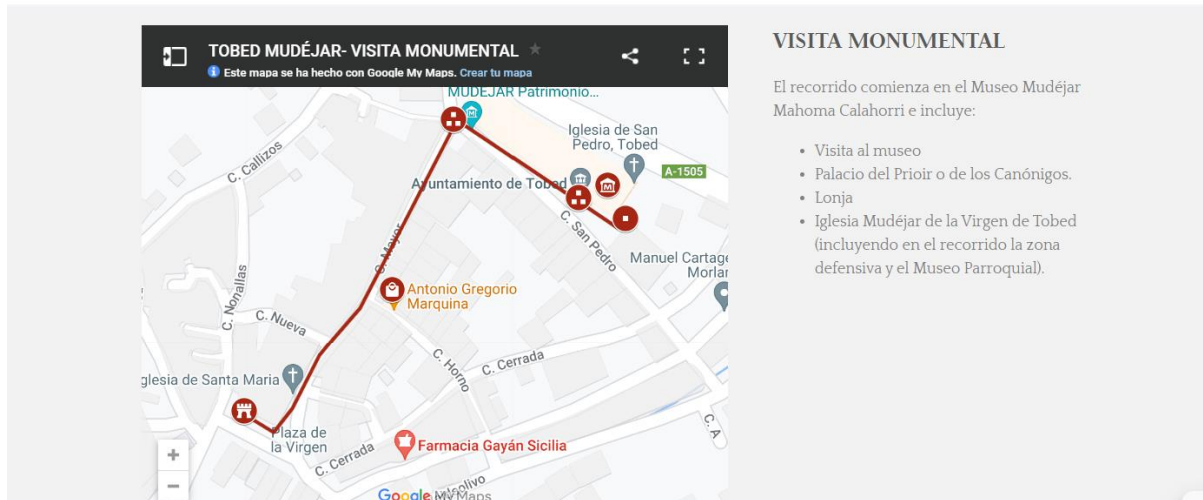 TOBED MUDÉJAR- VISITA MONUMENTAL
Este mapa se ha hecho con Google My Maps. Crear tu mapa
MUDEJAR Patrimonio...
Iglesia de San
Pedro, Tobed
A-1505
C. Callizos
Ayuntamiento de Tobed
C. San Pedro
C. Mayor
Manuel Cartage
Morlan
C. Nonallas
Antonio Gregorio
Marquina
C. Nueva
C. Horno
C. Cerrada
glesia de Santa Maria
Plaza de
la Virgen
C. A
Farmacia Gayán Sicilia
C. Cerrada
Google My Maps
VISITA MONUMENTAL
El recorrido comienza en el Museo Mudéjar
Mahoma Calahorri e incluye:
• Visita al museo
• Palacio del Prioir o de los Canónigos.
• Lonja
• Iglesia Mudéjar de la Virgen de Tobed
(incluyendo en el recorrido la zona
defensiva y el Museo Parroquial).